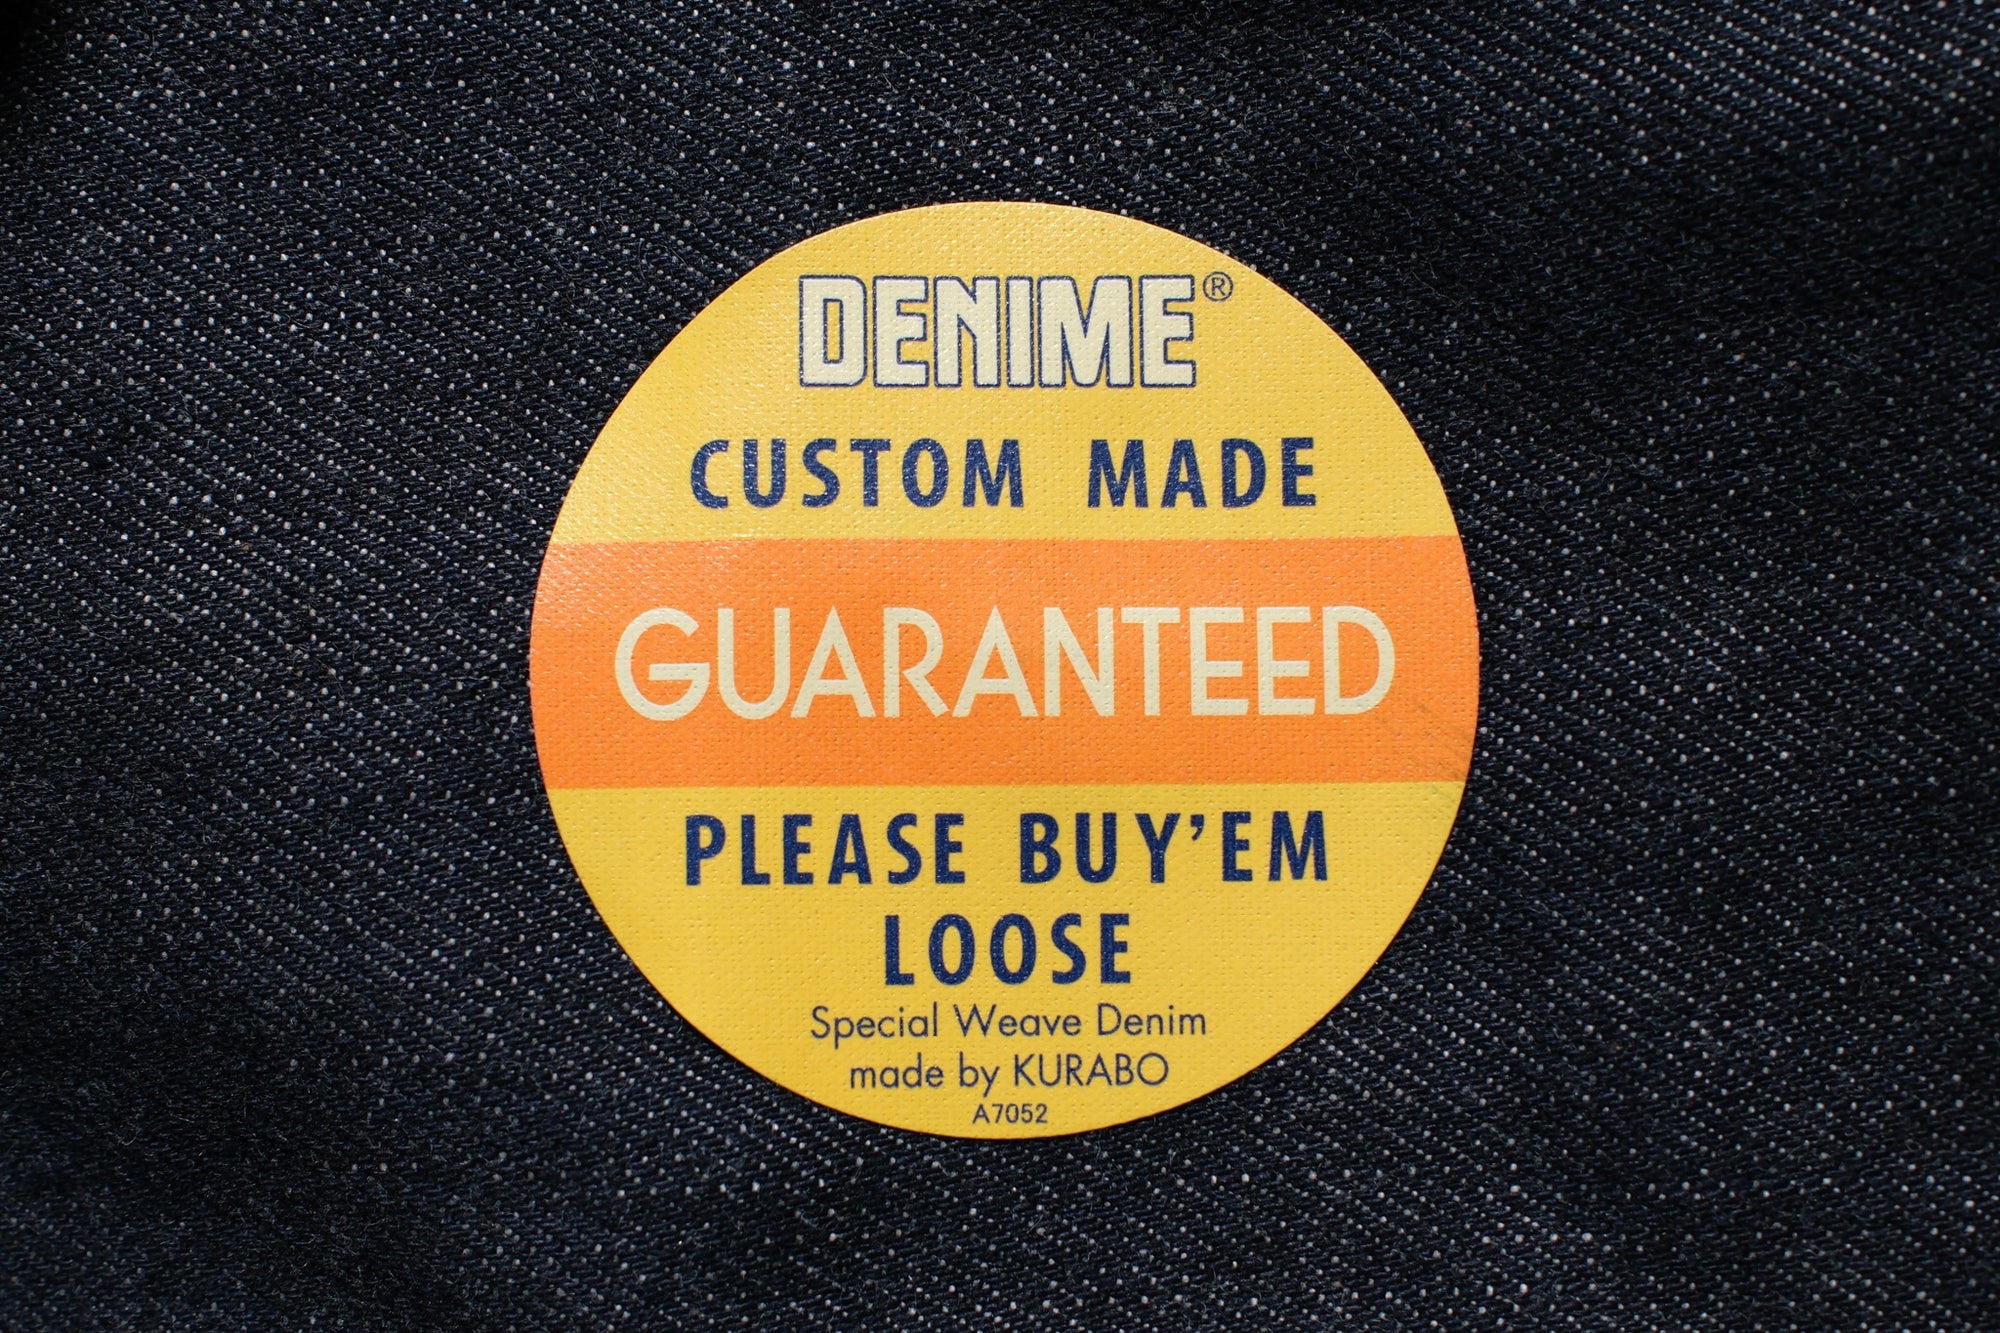 DENIME®
CUSTOM MADE
GUARANTEED
PLEASE BUY'EM
LOOSE
Special Weave Denim
made by KURABO
A7052